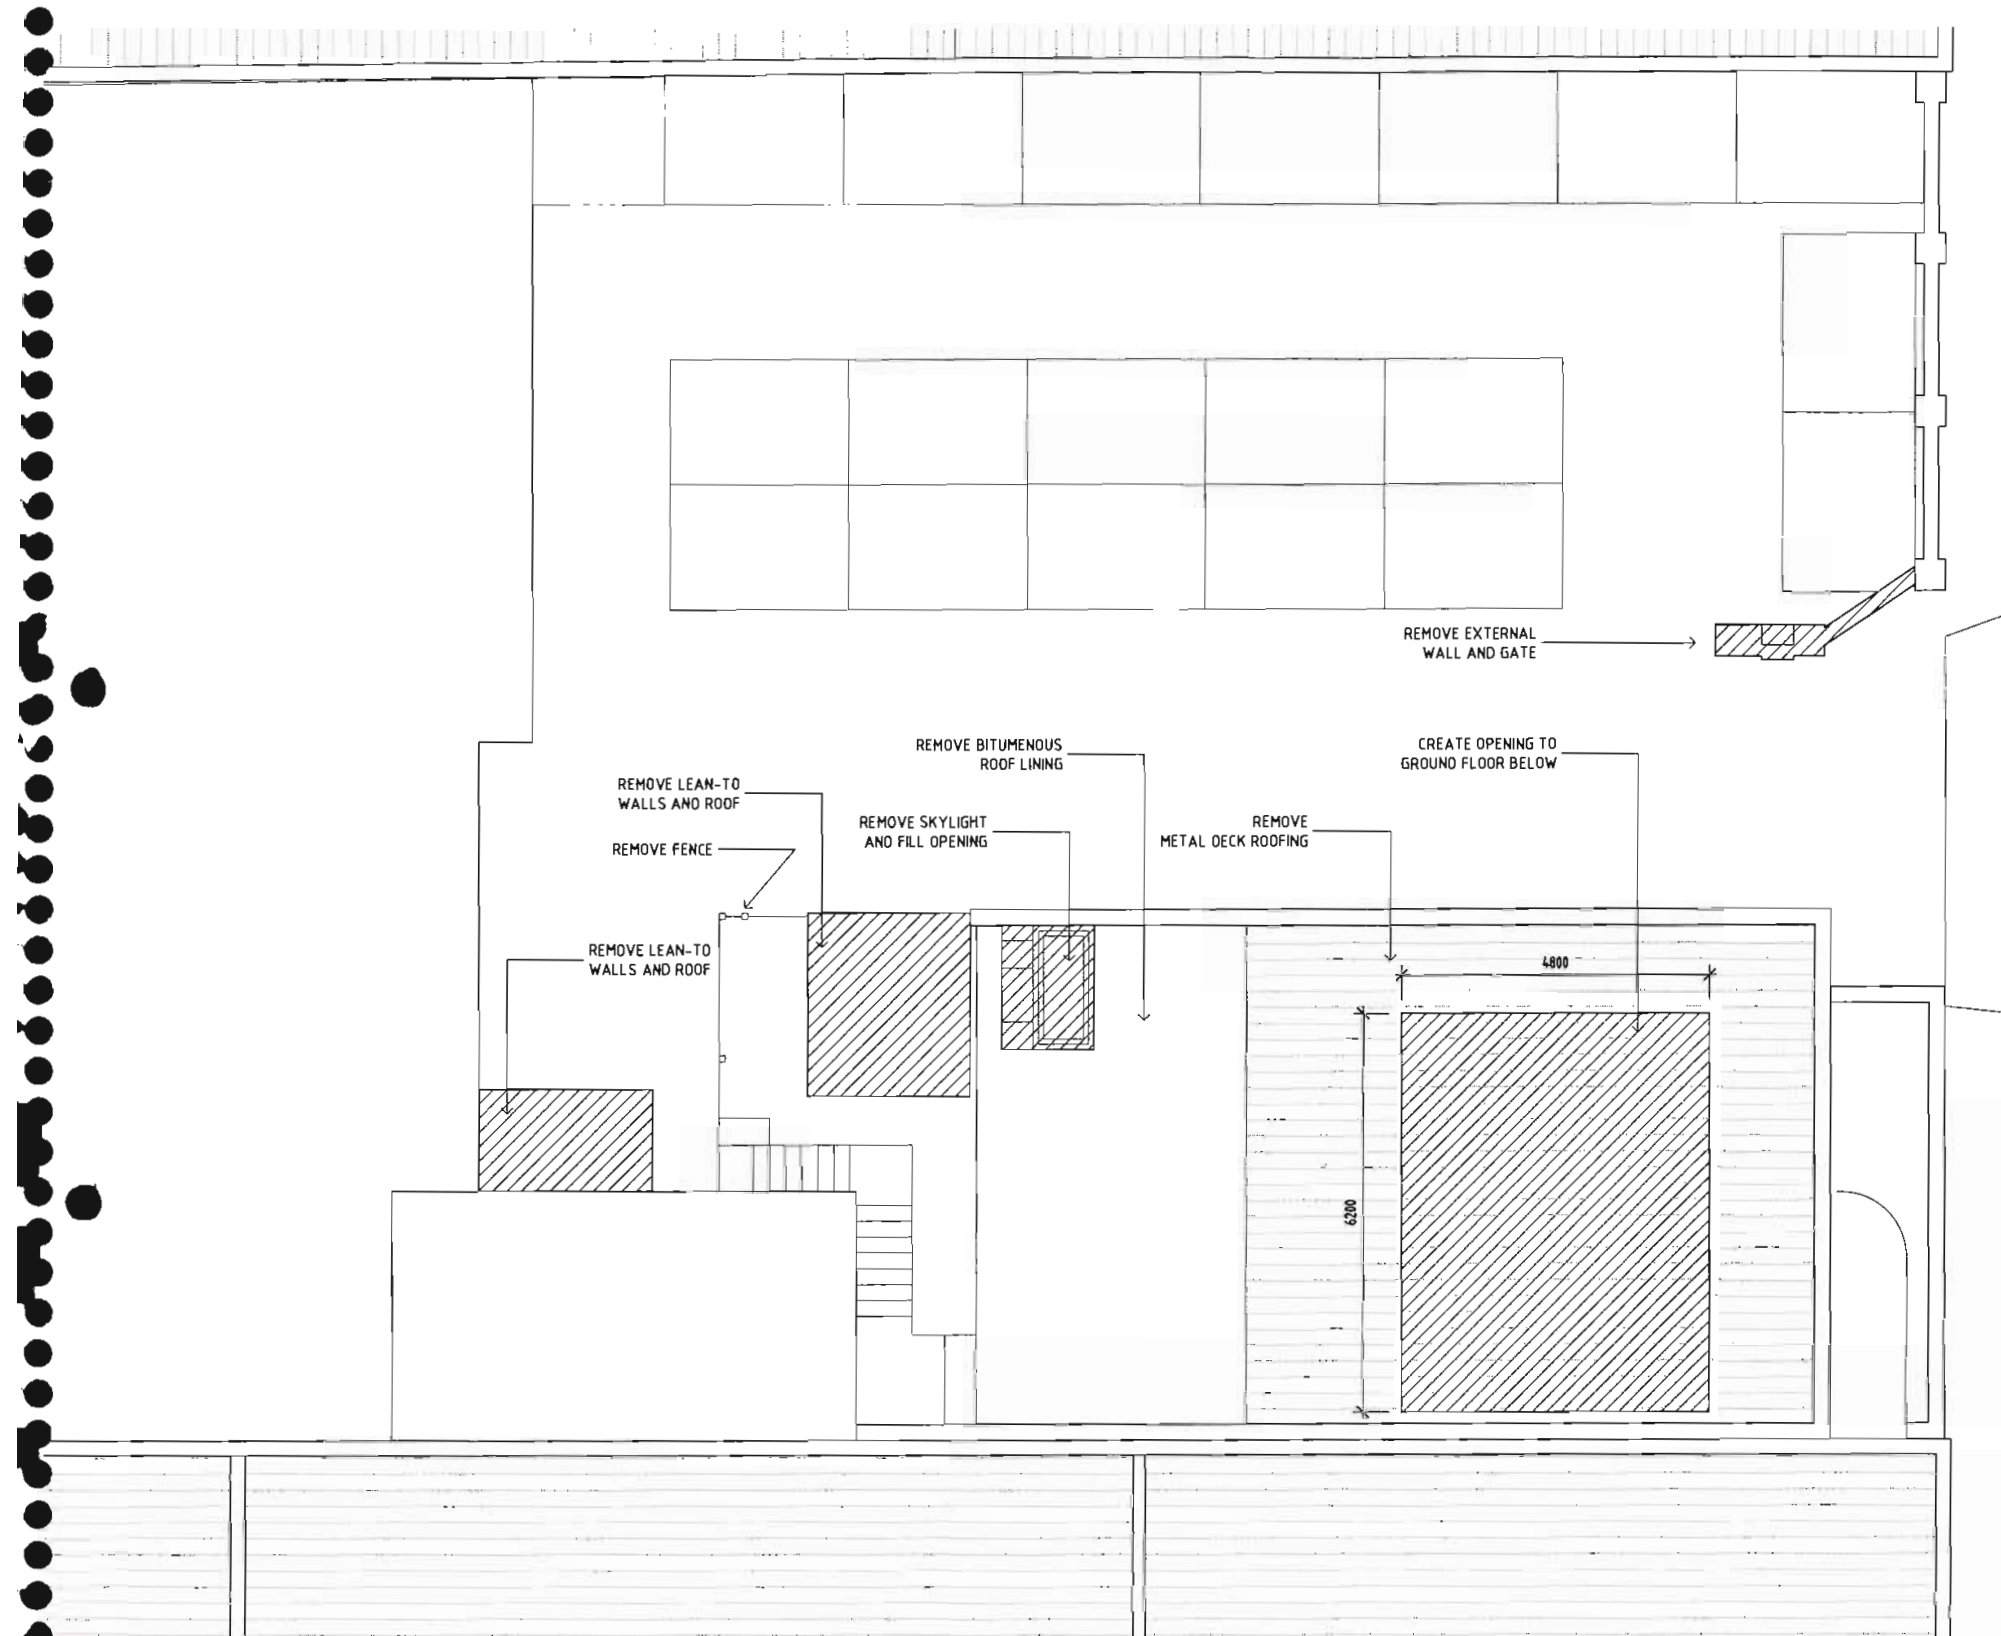 REMOVE EXTERNAL
WALL AND GATE
REMOVE BITUMENOUS
ROOF LINING
CREATE OPENING TO
GROUND FLOOR BELOW
REMOVE LEAN-TO
WALLS AND ROOF
REMOVE SKYLIGHT
AND FILL OPENING
REMOVE
METAL DECK ROOFING
REMOVE FENCE
REMOVE LEAN-TO
WALLS AND ROOF
4800
6200